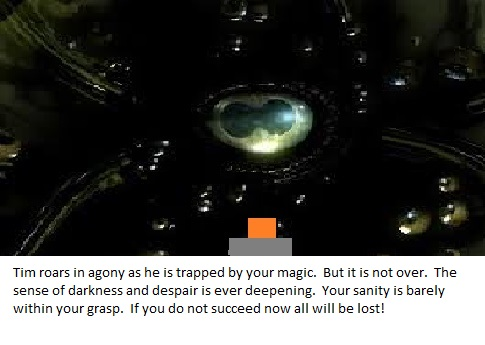 Tim roars in agony as he is trapped by your magic.  But it is not over.  The
sense of darkness and despair is ever deepening.  Your sanity is barely
within your grasp.  If you do not succeed now all will be lost!